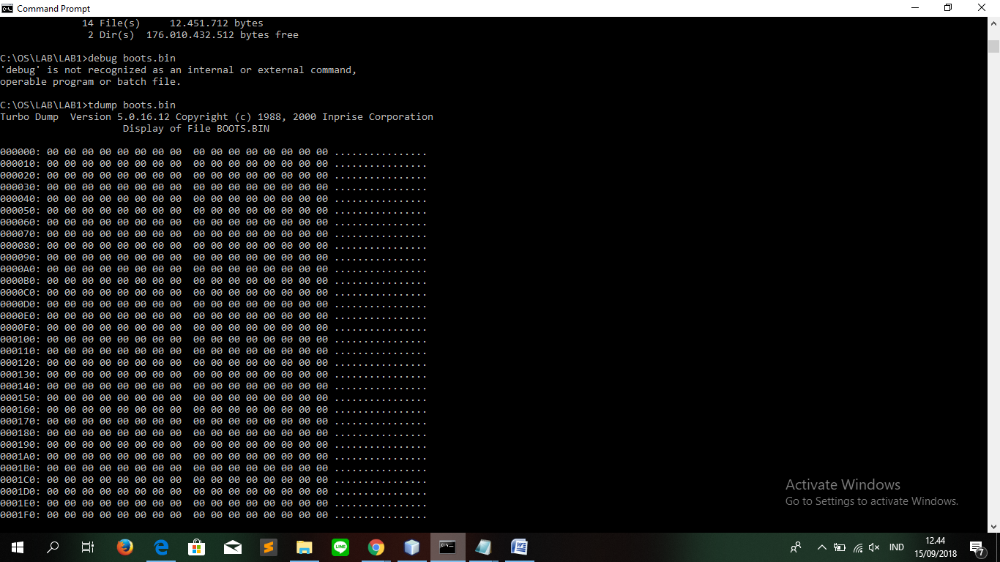 Command Prompt
14 File(s) 12.451.712 bytes
2 Dir(s) 176.010.432.512 bytes free
C:\OS\LAB\LAB1>debug boots.bin
'debug' is not recognized as an internal or external command,
operable program or batch file.
C:\OS\LAB\LAB1>tdump boots.bin
Turbo Dump Version 5.0.16.12 Copyright (c) 1988, 2000 Inprise Corporation
Display of File BOOTS.BIN
000000: 00 00 00 00 00 00 00 00 00 00 00 00 00 00 00 00 ................
000010: 00 00 00 00 00 00 00 00 00 00 00 00 00 00 00 00 ................
000020: 00 00 00 00 00 00 00 00 00 00 00 00 00 00 00 00 ................
000030: 00 00 00 00 00 00 00 00 00 00 00 00 00 00 00 00 ................
000040: 00 00 00 00 00 00 00 00 00 00 00 00 00 00 00 00 ................
000050: 00 00 00 00 00 00 00 00 00 00 00 00 00 00 00 00 ................
000060: 00 00 00 00 00 00 00 00 00 00 00 00 00 00 00 00 ................
000070: 00 00 00 00 00 00 00 00 00 00 00 00 00 00 00 00 ................
000080: 00 00 00 00 00 00 00 00 00 00 00 00 00 00 00 00 ................
000090: 00 00 00 00 00 00 00 00 00 00 00 00 00 00 00 00 ................
0000A0: 00 00 00 00 00 00 00 00 00 00 00 00 00 00 00 00 ................
0000B0: 00 00 00 00 00 00 00 00 00 00 00 00 00 00 00 00 ................
0000C0: 00 00 00 00 00 00 00 00 00 00 00 00 00 00 00 00 ................
0000D0: 00 00 00 00 00 00 00 00 00 00 00 00 00 00 00 00 ................
0000E0: 00 00 00 00 00 00 00 00 00 00 00 00 00 00 00 00 ................
0000F0: 00 00 00 00 00 00 00 00 00 00 00 00 00 00 00 00 ................
000100: 00 00 00 00 00 00 00 00 00 00 00 00 00 00 00 00 ................
000110: 00 00 00 00 00 00 00 00 00 00 00 00 00 00 00 00 ................
000120: 00 00 00 00 00 00 00 00 00 00 00 00 00 00 00 00 ................
000130: 00 00 00 00 00 00 00 00 00 00 00 00 00 00 00 00 ................
000140: 00 00 00 00 00 00 00 00 00 00 00 00 00 00 00 00 ................
000150: 00 00 00 00 00 00 00 00 00 00 00 00 00 00 00 00 ................
000160: 00 00 00 00 00 00 00 00 00 00 00 00 00 00 00 00 ................
000170: 00 00 00 00 00 00 00 00 00 00 00 00 00 00 00 00 ................
000180: 00 00 00 00 00 00 00 00 00 00 00 00 00 00 00 00 ................
000190: 00 00 00 00 00 00 00 00 00 00 00 00 00 00 00 00 ................
0001A0: 00 00 00 00 00 00 00 00 00 00 00 00 00 00 00 00 ................
0001B0: 00 00 00 00 00 00 00 00 00 00 00 00 00 00 00 00 ................
0001C0: 00 00 00 00 00 00 00 00 00 00 00 00 00 00 00 00 ................
0001D0: 00 00 00 00 00 00 00 00 00 00 00 00 00 00 00 00 ................
0001E0: 00 00 00 00 00 00 00 00 00 00 00 00 00 00 00 00 ................
0001F0: 00 00 00 00 00 00 00 00 00 00 00 00 00 00 00 00 ................
Activate Windows
Go to Settings to activate Windows.
LINE
IND
12.44
15/09/2018
7